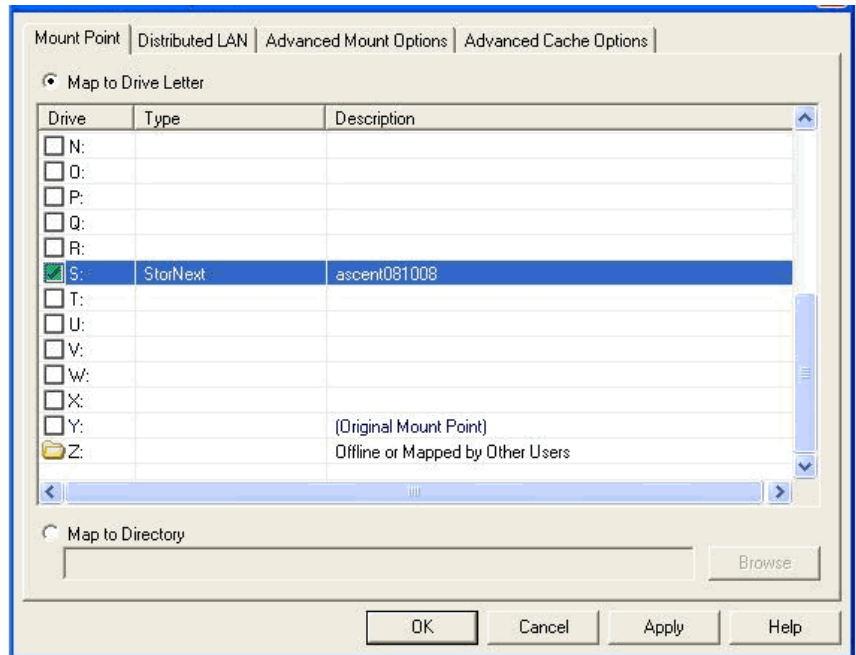 Mount Point Distributed LAN Advanced Mount Options Advanced Cache Options
Map to Drive Letter
Drive Type Description
N:
O:
P:
Q:
R:
S: StorNext ascent081008
T:
U:
V:
W:
X:
Y: (Original Mount Point)
Z: Offline or Mapped by Other Users
Map to Directory
Browse
OK Cancel Apply Help